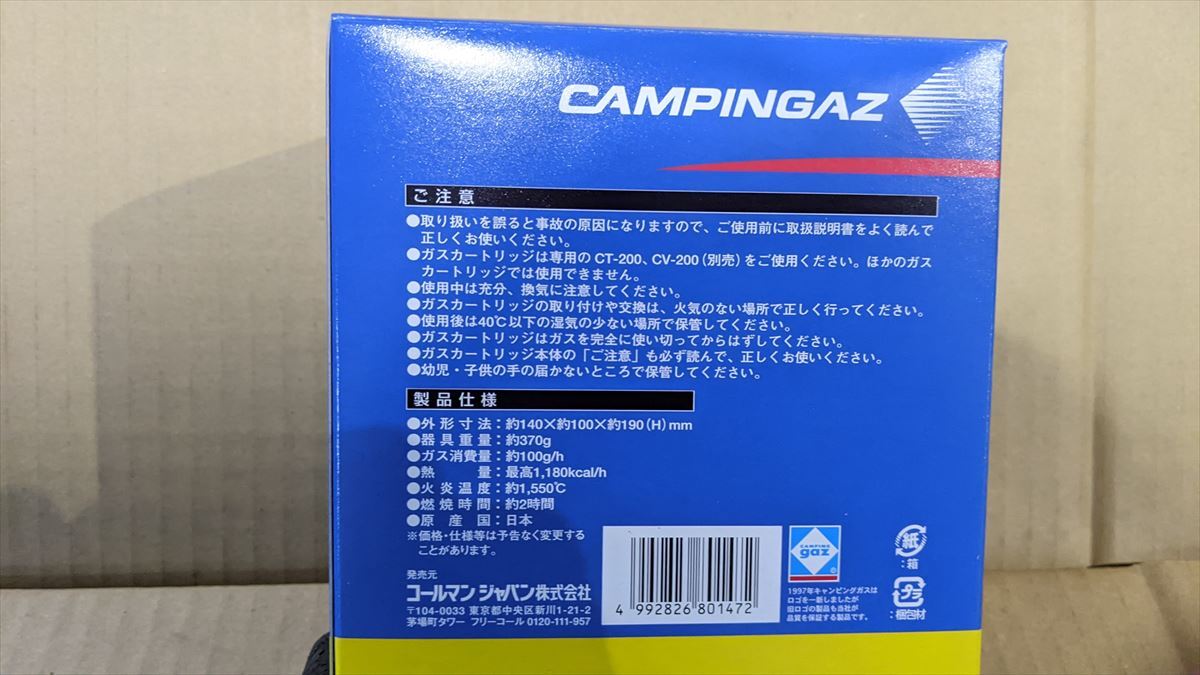 CAMPINGAZ
ご注意
●取り扱いを誤ると事故の原因になりますので、ご使用前に取扱説明書をよく読んで
正しくお使いください。
●ガスカートリッジは専用の CT-200、CV-200（別売）をご使用ください。ほかのガス
カートリッジでは使用できません。
●使用中は充分、換気に注意してください。
●ガスカートリッジの取り付けや交換は、火気のない場所で正しく行ってください。
●使用後は40℃以下の湿気の少ない場所で保管してください。
●ガスカートリッジはガスを完全に使い切ってからはずしてください。
●ガスカートリッジ本体の「ご注意」も必ず読んで、正しくお使いください。
●幼児・子供の手の届かないところで保管してください。
製品仕様
●外形寸法：約140×約100×約190（H）mm
●器具重量：約370g
●ガス消費量：約100g/h
●熱量：最高1,180kcal/h
●火炎温度：約1,550℃
●燃焼時間：約2時間
●原産国：日本
※価格・仕様等は予告なく変更する
ことがあります。
発売元
コールマン ジャパン株式会社
〒104-0033 東京都中央区新川1-21-2
茅場町タワー フリーコール 0120-111-957
4 992826 801472
CAMPING
gaz
®
1997年キャンピングガスは
ロゴを一新しましたが
旧ロゴの製品も当社が
品質を保証する製品です。
紙
：箱
プラ
：梱包材